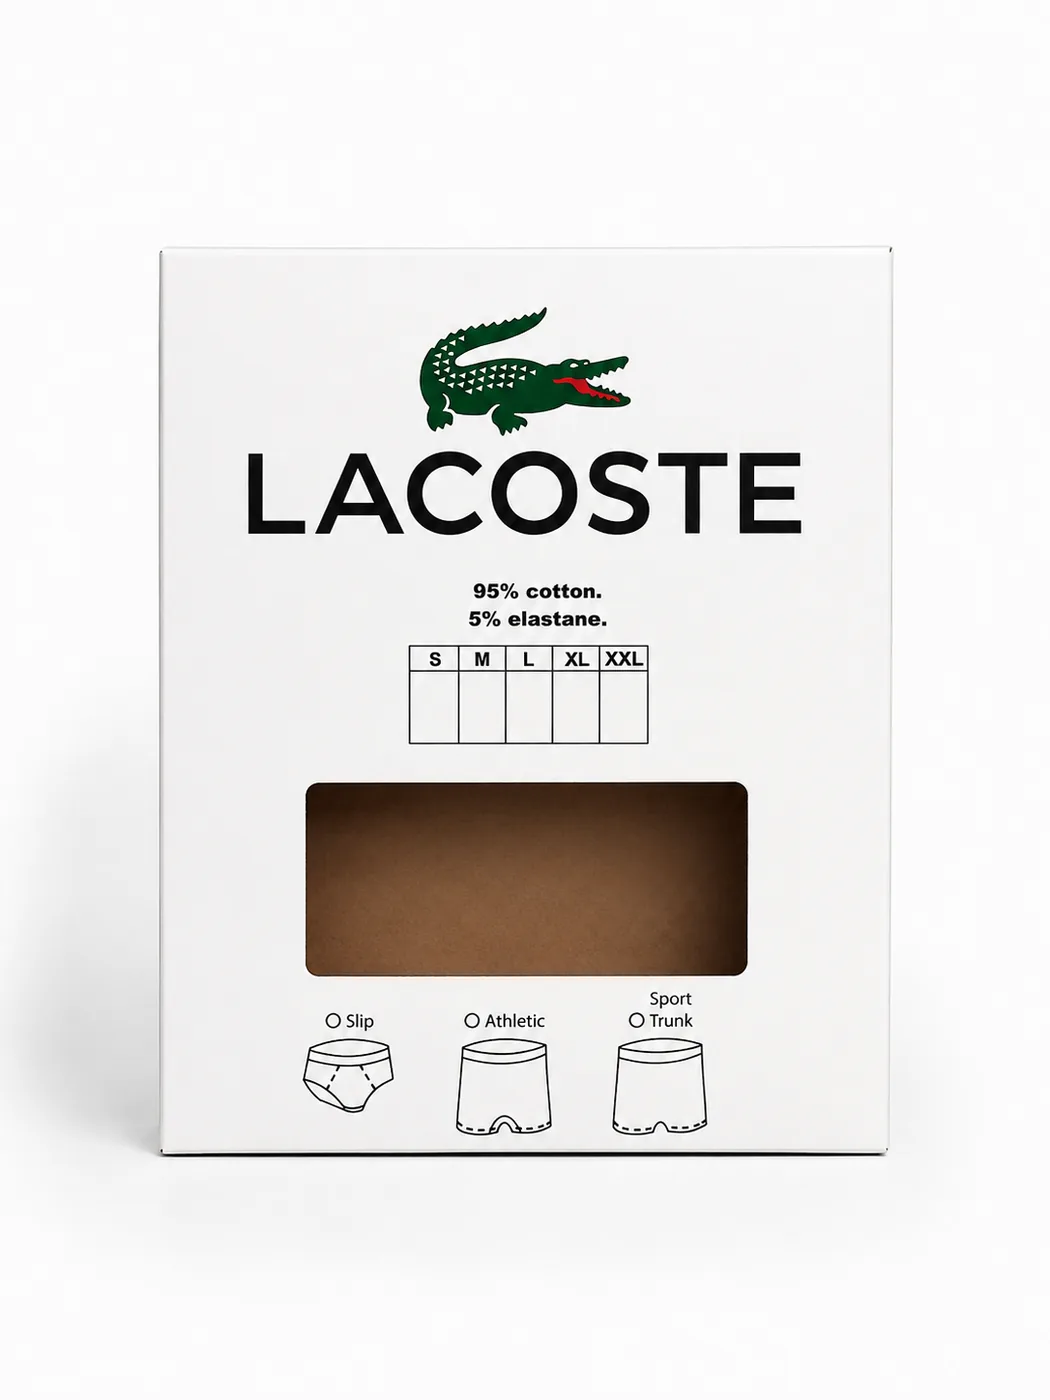 LACOSTE
95% cotton.
5% elastane.
S M L XL XXL
Slip
Athletic
Sport
Trunk